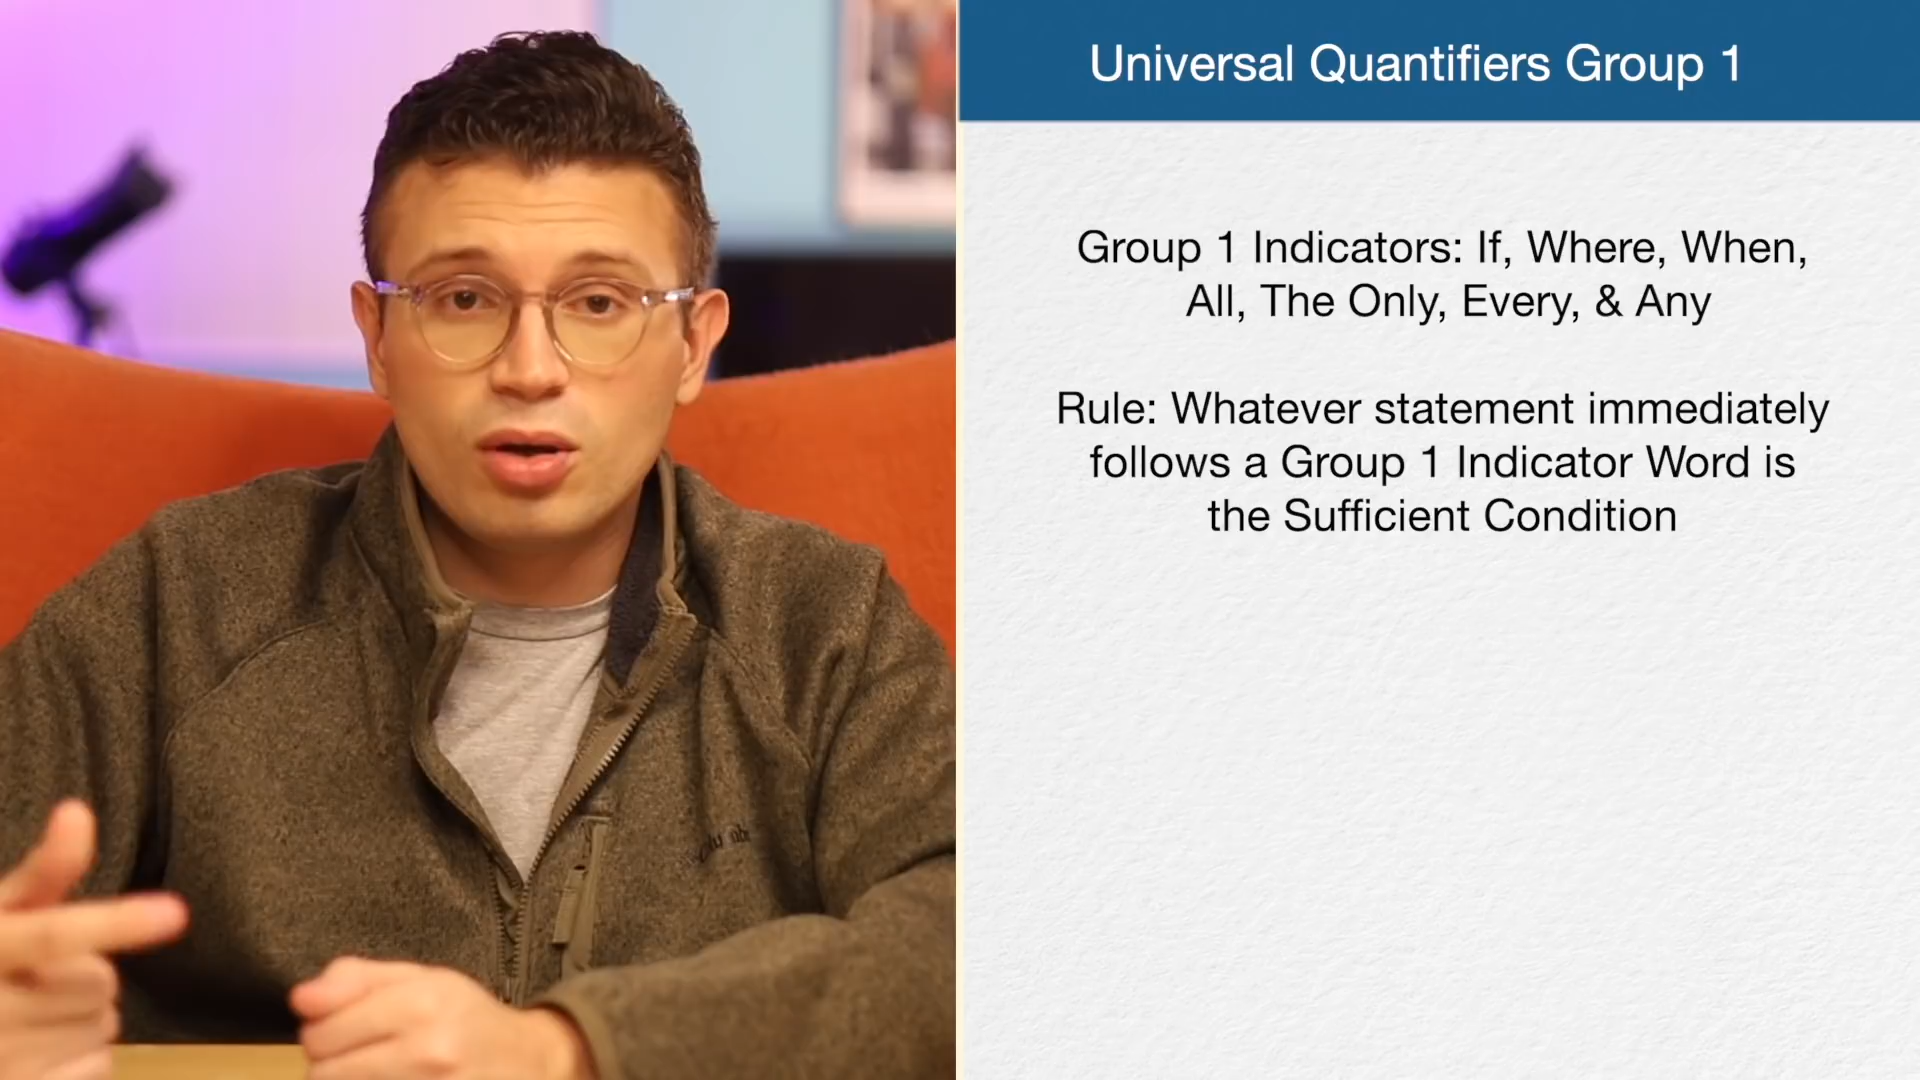 Universal Quantifiers Group 1
Group 1 Indicators: If, Where, When,
All, The Only, Every, & Any
Rule: Whatever statement immediately
follows a Group 1 Indicator Word is
the Sufficient Condition